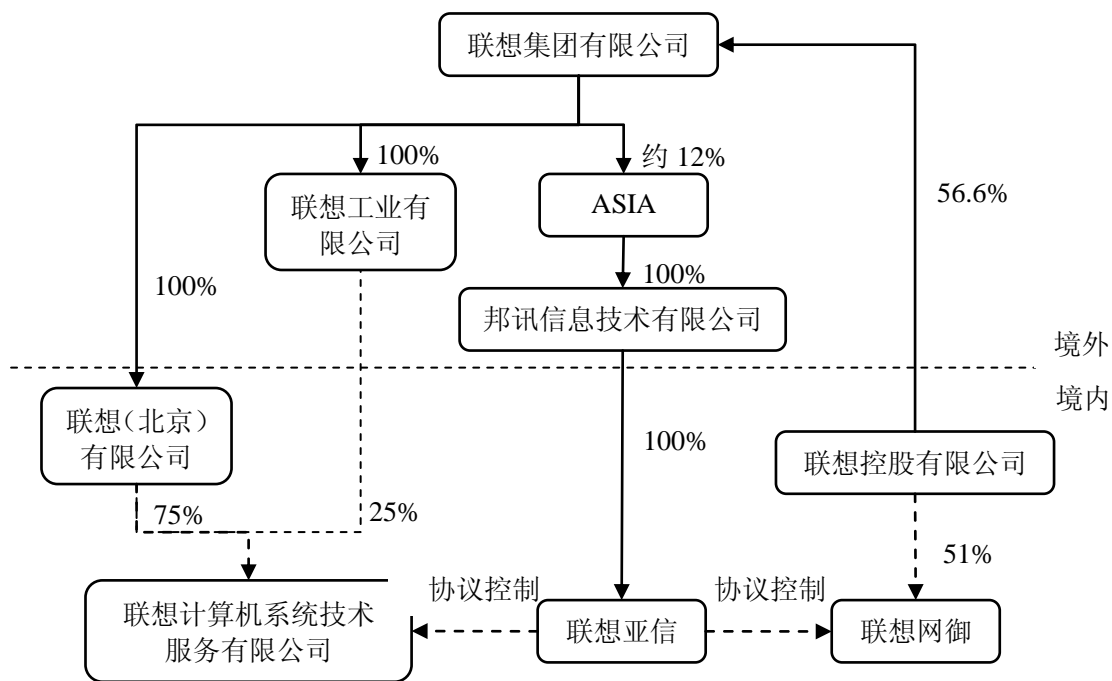 联想集团有限公司
100%
约 12%
联想工业有
限公司
ASIA
56.6%
100%
100%
邦讯信息技术有限公司
境外
境内
联想（北京）
有限公司
100%
联想控股有限公司
75%
25%
51%
协议控制
协议控制
联想计算机系统技术
服务有限公司
联想亚信
联想网御